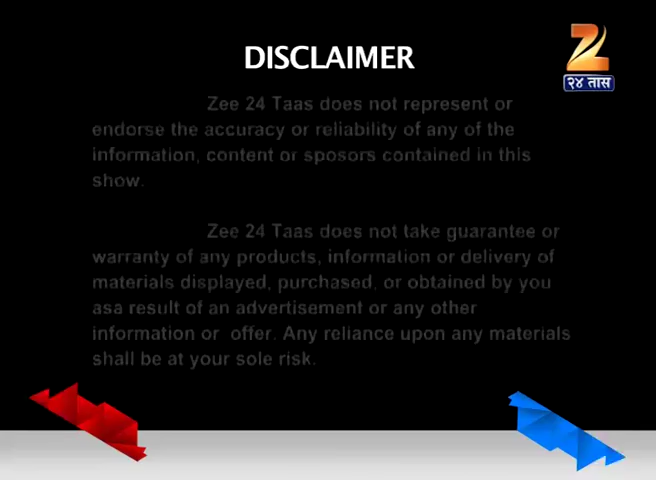 DISCLAIMER
Z
२४ तास
Zee 24 Taas does not represent or
endorse the accuracy or reliability of any of the
information, content or sposors contained in this
show.
Zee 24 Taas does not take guarantee or
warranty of any products, information or delivery of
materials displayed, purchased, or obtained by you
asa result of an advertisement or any other
information or offer. Any reliance upon any materials
shall be at your sole risk.